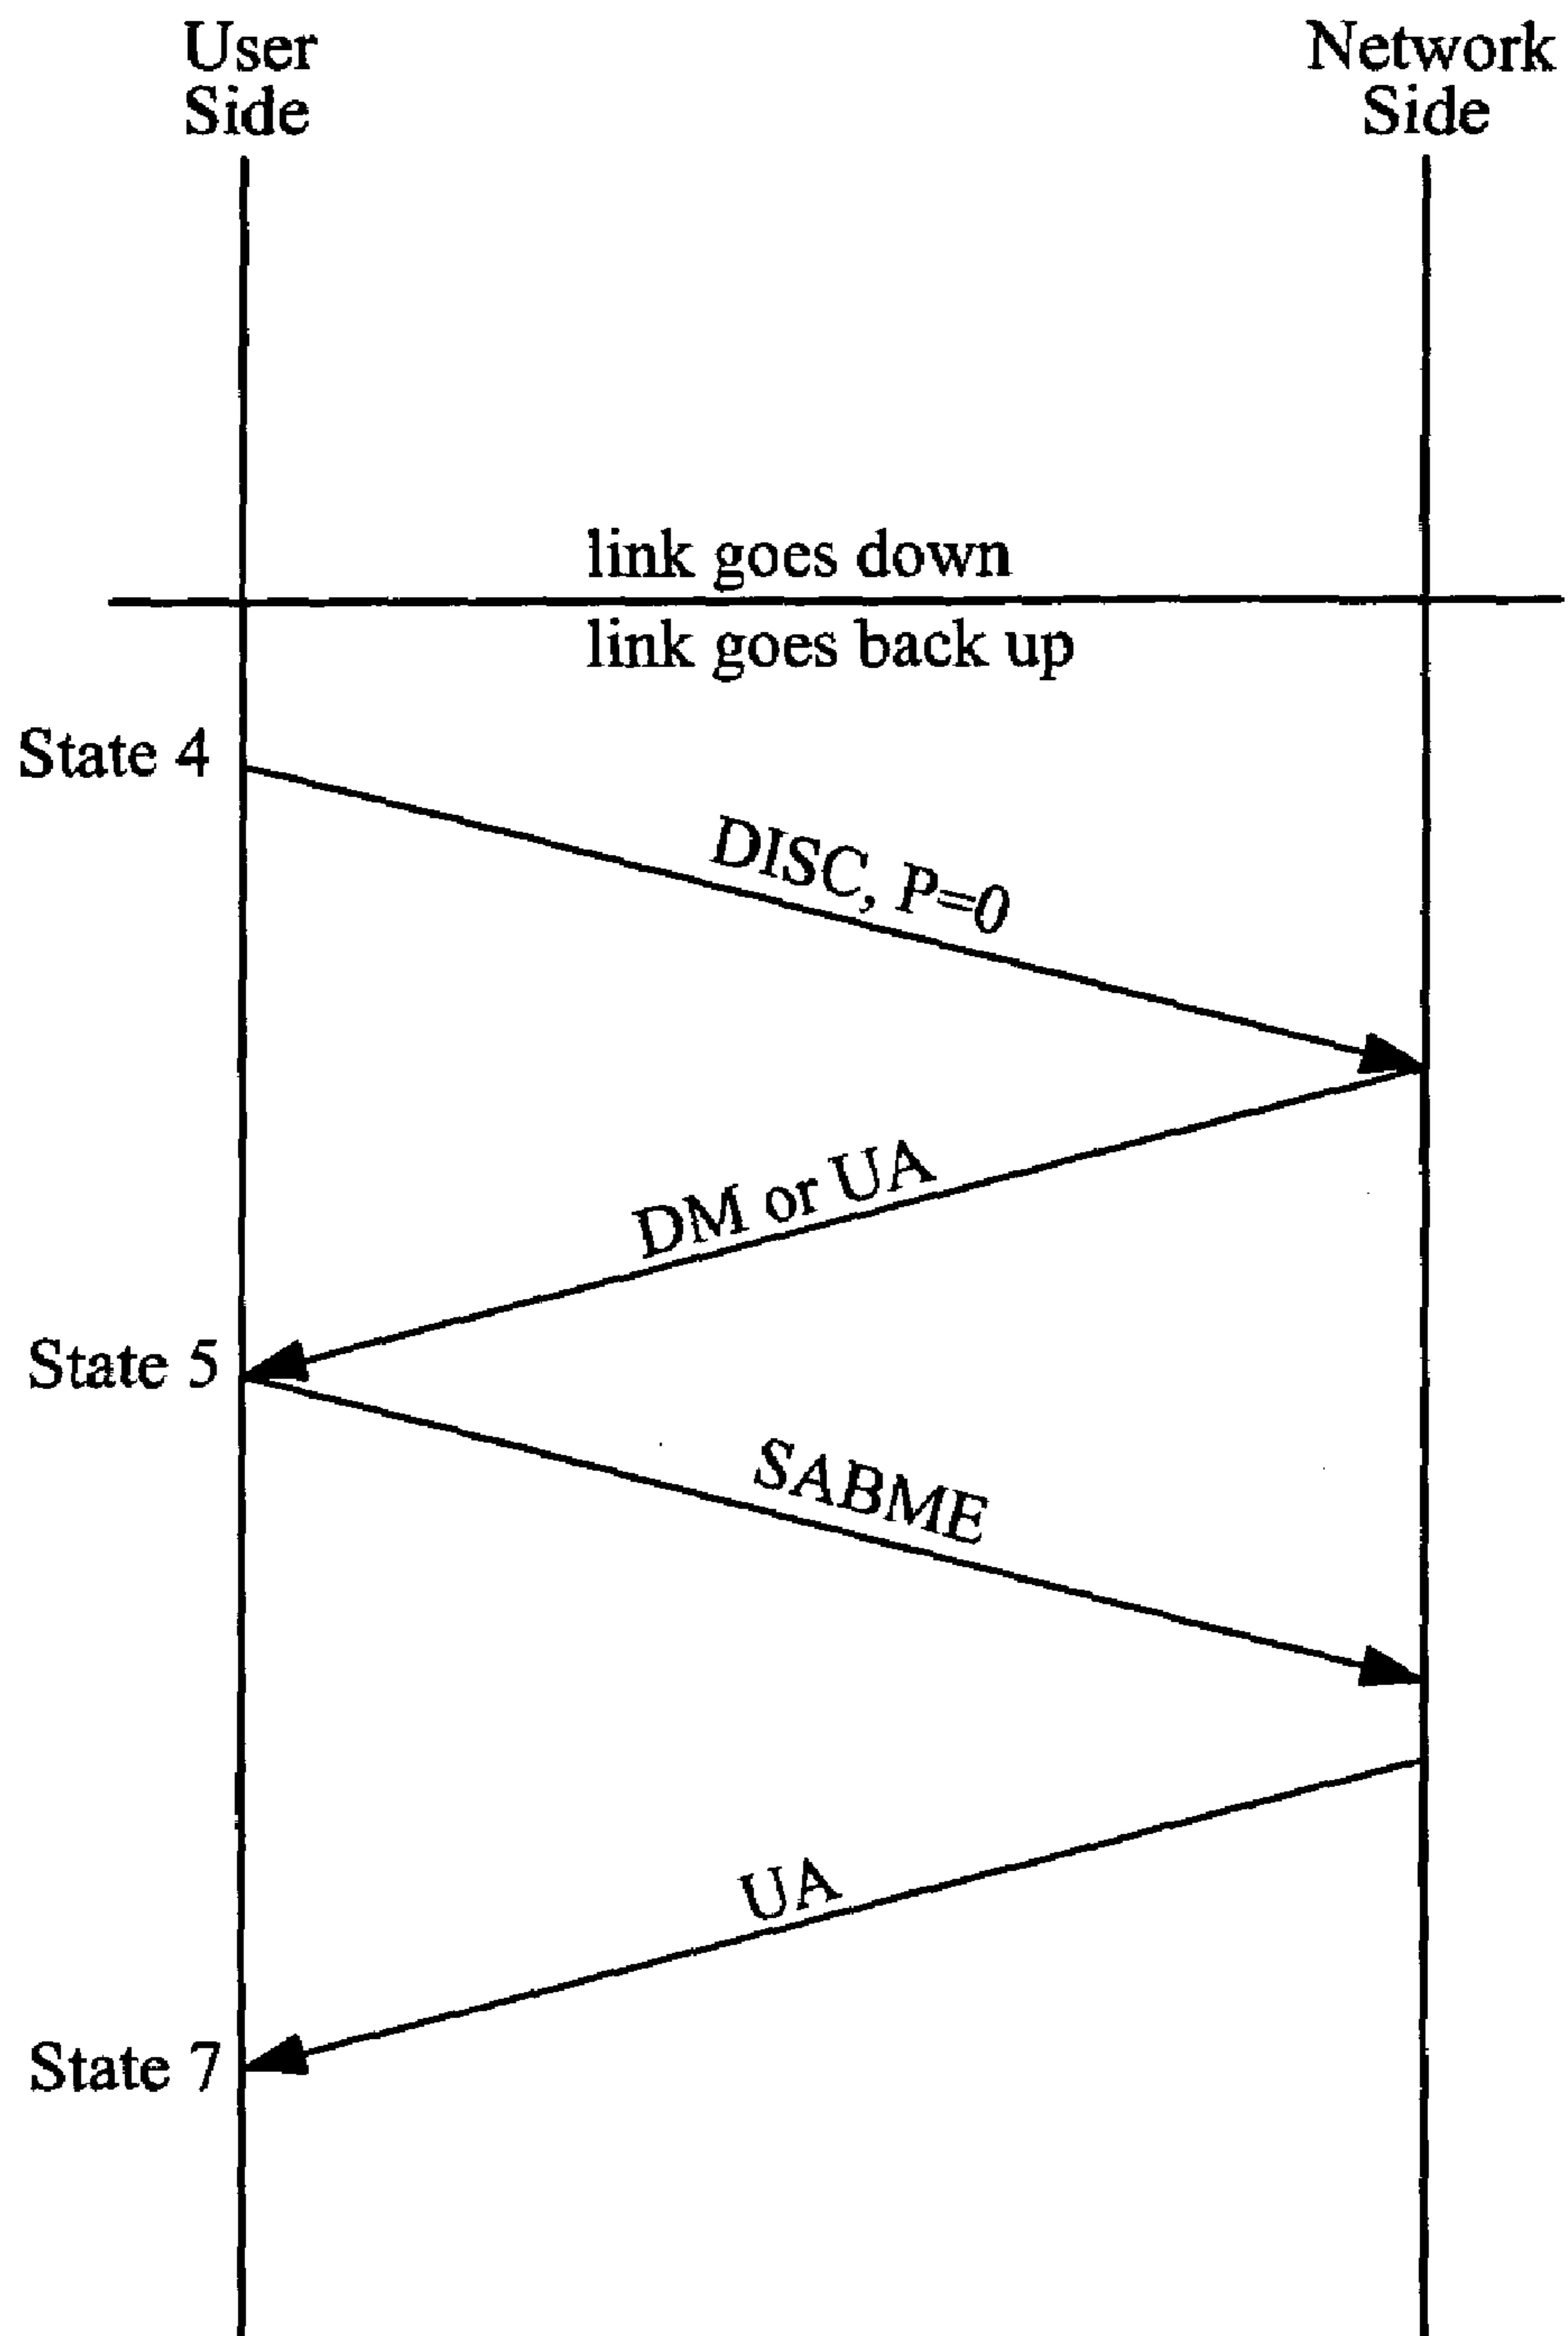 User
Side
Network
Side
link goes down
link goes back up
State 4
DISC, P=0
DM or UA
State 5
SABME
UA
State 7